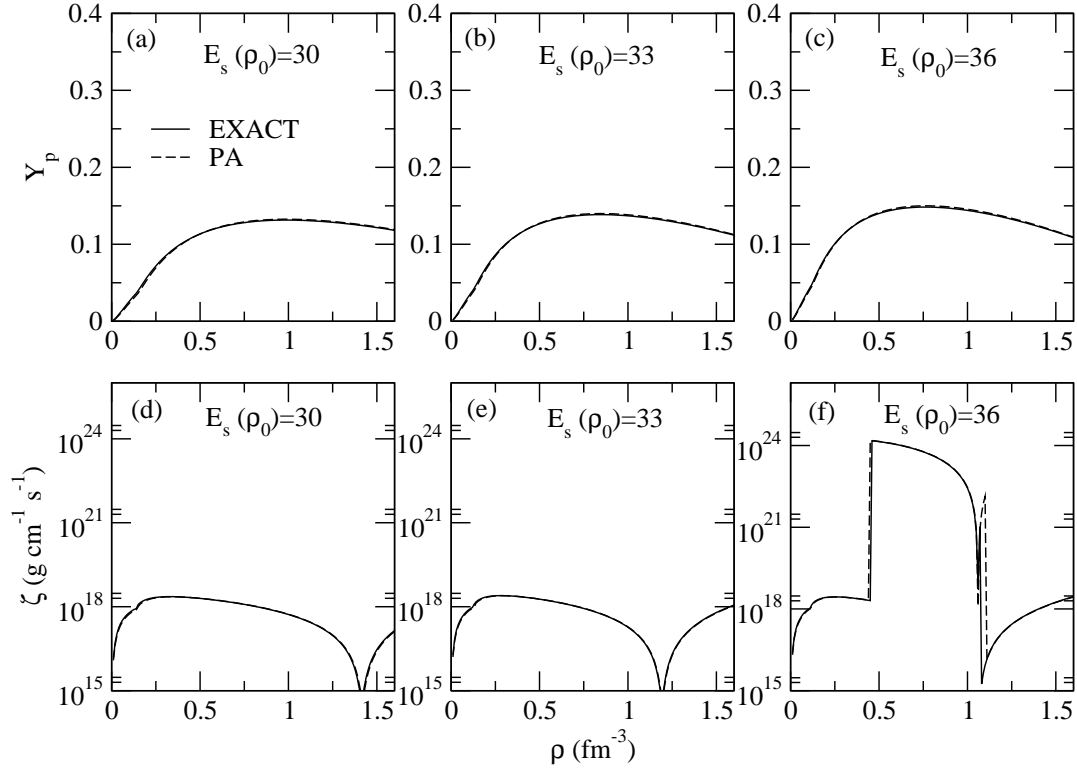 0.4
0.3
0.2
0.1
0
Y_p
(a)
E_s (ρ_0)=30
EXACT
PA
0 0.5 1 1.5
0.4
0.3
0.2
0.1
0
(b)
E_s (ρ_0)=33
0 0.5 1 1.5
0.4
0.3
0.2
0.1
0
(c)
E_s (ρ_0)=36
0 0.5 1 1.5
10^24
10^21
10^18
10^15
ζ (g cm^-1 s^-1)
(d)
E_s (ρ_0)=30
0 0.5 1 1.5
10^24
10^21
10^18
10^15
(e)
E_s (ρ_0)=33
0 0.5 1 1.5
10^24
10^21
10^18
10^15
(f)
E_s (ρ_0)=36
0 0.5 1 1.5
ρ (fm^-3)